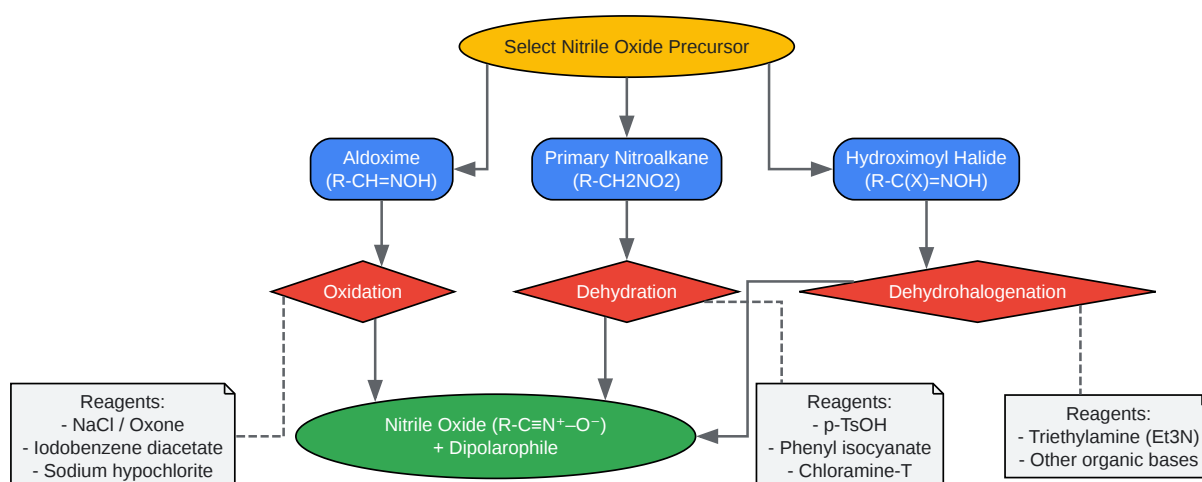 Select Nitrile Oxide Precursor
Aldoxime
(R-CH=NOH)
Primary Nitroalkane
(R-CH2NO2)
Hydroximoyl Halide
(R-C(X)=NOH)
Oxidation
Dehydration
Dehydrohalogenation
Reagents:
- NaCl / Oxone
- Iodobenzene diacetate
- Sodium hypochlorite
Nitrile Oxide (R-C≡N⁺–O⁻)
+ Dipolarophile
Reagents:
- p-TsOH
- Phenyl isocyanate
- Chloramine-T
Reagents:
- Triethylamine (Et3N)
- Other organic bases